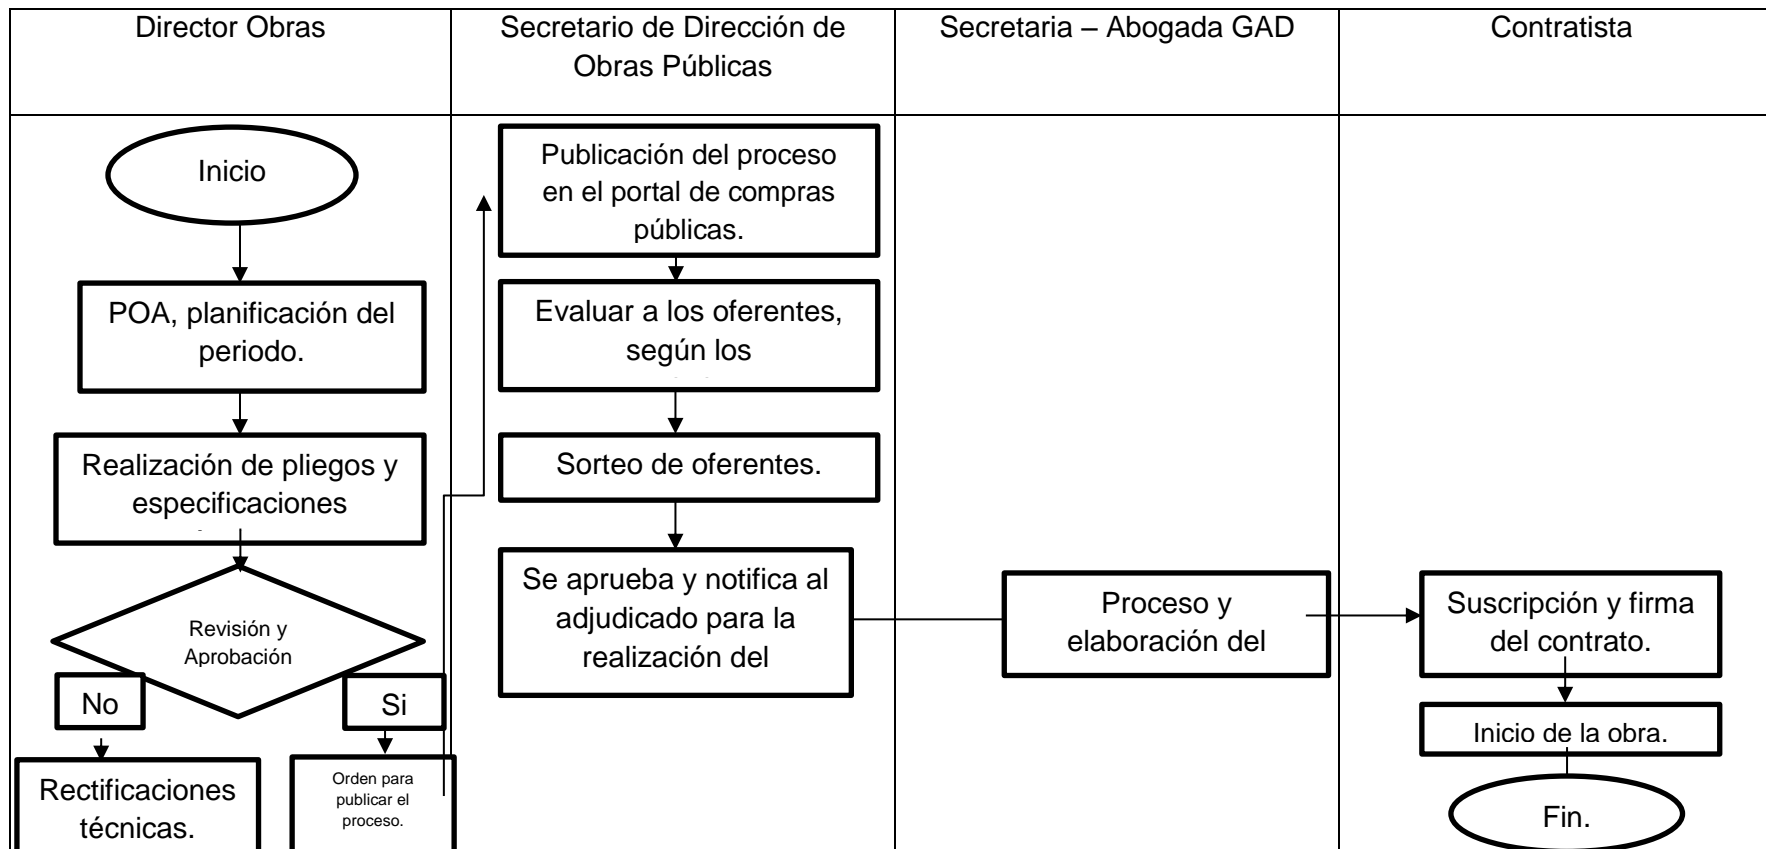 Director Obras
Secretario de Dirección de
Obras Públicas
Secretaria – Abogada GAD
Contratista
Inicio
POA, planificación del
periodo.
Realización de pliegos y
especificaciones
Revisión y
Aprobación
No
Si
Rectificaciones
técnicas.
Orden para
publicar el
proceso.
Publicación del proceso
en el portal de compras
públicas.
Evaluar a los oferentes,
según los
Sorteo de oferentes.
Se aprueba y notifica al
adjudicado para la
realización del
Proceso y
elaboración del
Suscripción y firma
del contrato.
Inicio de la obra.
Fin.